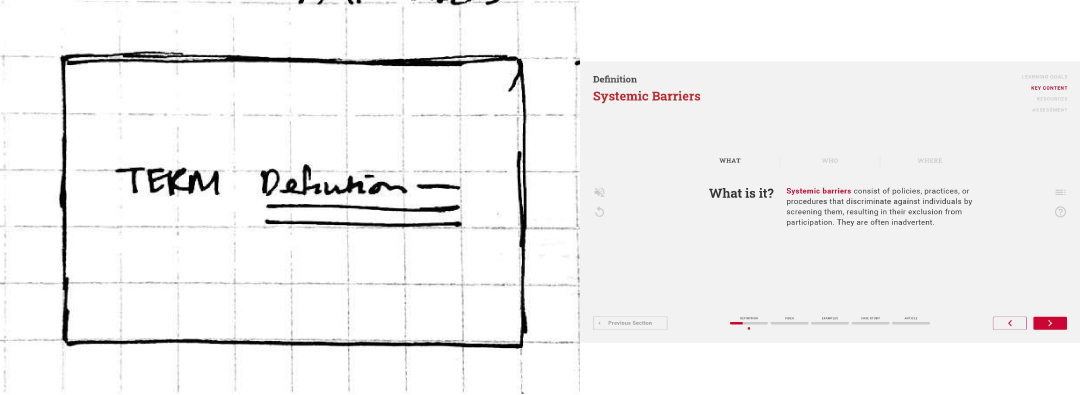 TERM Definition
Definition
Systemic Barriers
LEARNING GOALS
KEY CONTENT
RESOURCES
ASSESSMENT
WHAT WHO WHERE
What is it?
Systemic barriers consist of policies, practices, or
procedures that discriminate against individuals by
screening them, resulting in their exclusion from
participation. They are often inadvertent.
Previous Section
DEFINITION VIDEO EXAMPLES CASE STUDY ARTICLE